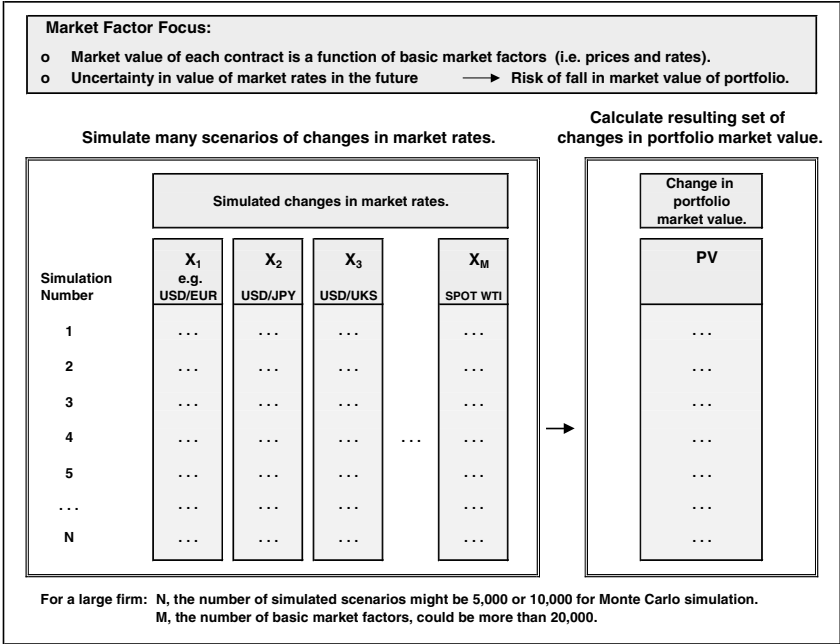 Market Factor Focus:
o Market value of each contract is a function of basic market factors (i.e. prices and rates).
o Uncertainty in value of market rates in the future → Risk of fall in market value of portfolio.
Simulate many scenarios of changes in market rates.
Calculate resulting set of
changes in portfolio market value.
Simulated changes in market rates.
Change in
portfolio
market value.
Simulation
Number
X1
e.g.
USD/EUR
X2
USD/JPY
X3
USD/UKS
XM
SPOT WTI
PV
1 ... ... ... ... ...
2 ... ... ... ... ...
3 ... ... ... ... ...
4 ... ... ... ... ... ...
5 ... ... ... ... ...
... ... ... ... ... ...
N ... ... ... ... ...
For a large firm: N, the number of simulated scenarios might be 5,000 or 10,000 for Monte Carlo simulation.
M, the number of basic market factors, could be more than 20,000.